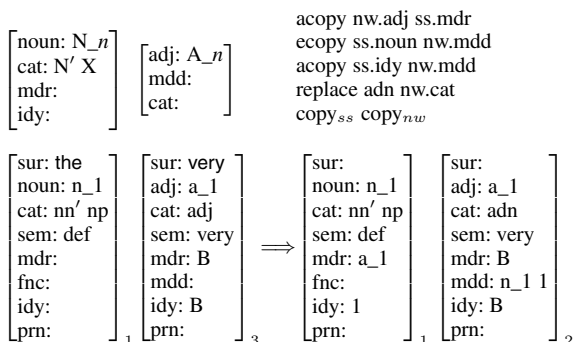 noun: N_n
cat: N′ X
mdr:
idy:
adj: A_n
mdd:
cat:
acopy nw.adj ss.mdr
ecopy ss.noun nw.mdd
acopy ss.idy nw.mdd
replace adn nw.cat
copy_ss copy_nw
sur: the
noun: n_1
cat: nn′ np
sem: def
mdr:
fnc:
idy:
prn:
1
sur: very
adj: a_1
cat: adj
sem: very
mdr: B
mdd:
idy: B
prn:
3
⟹
sur:
noun: n_1
cat: nn′ np
sem: def
mdr: a_1
fnc:
idy: 1
prn:
1
sur:
adj: a_1
cat: adn
sem: very
mdr: B
mdd: n_1 1
idy: B
prn:
2